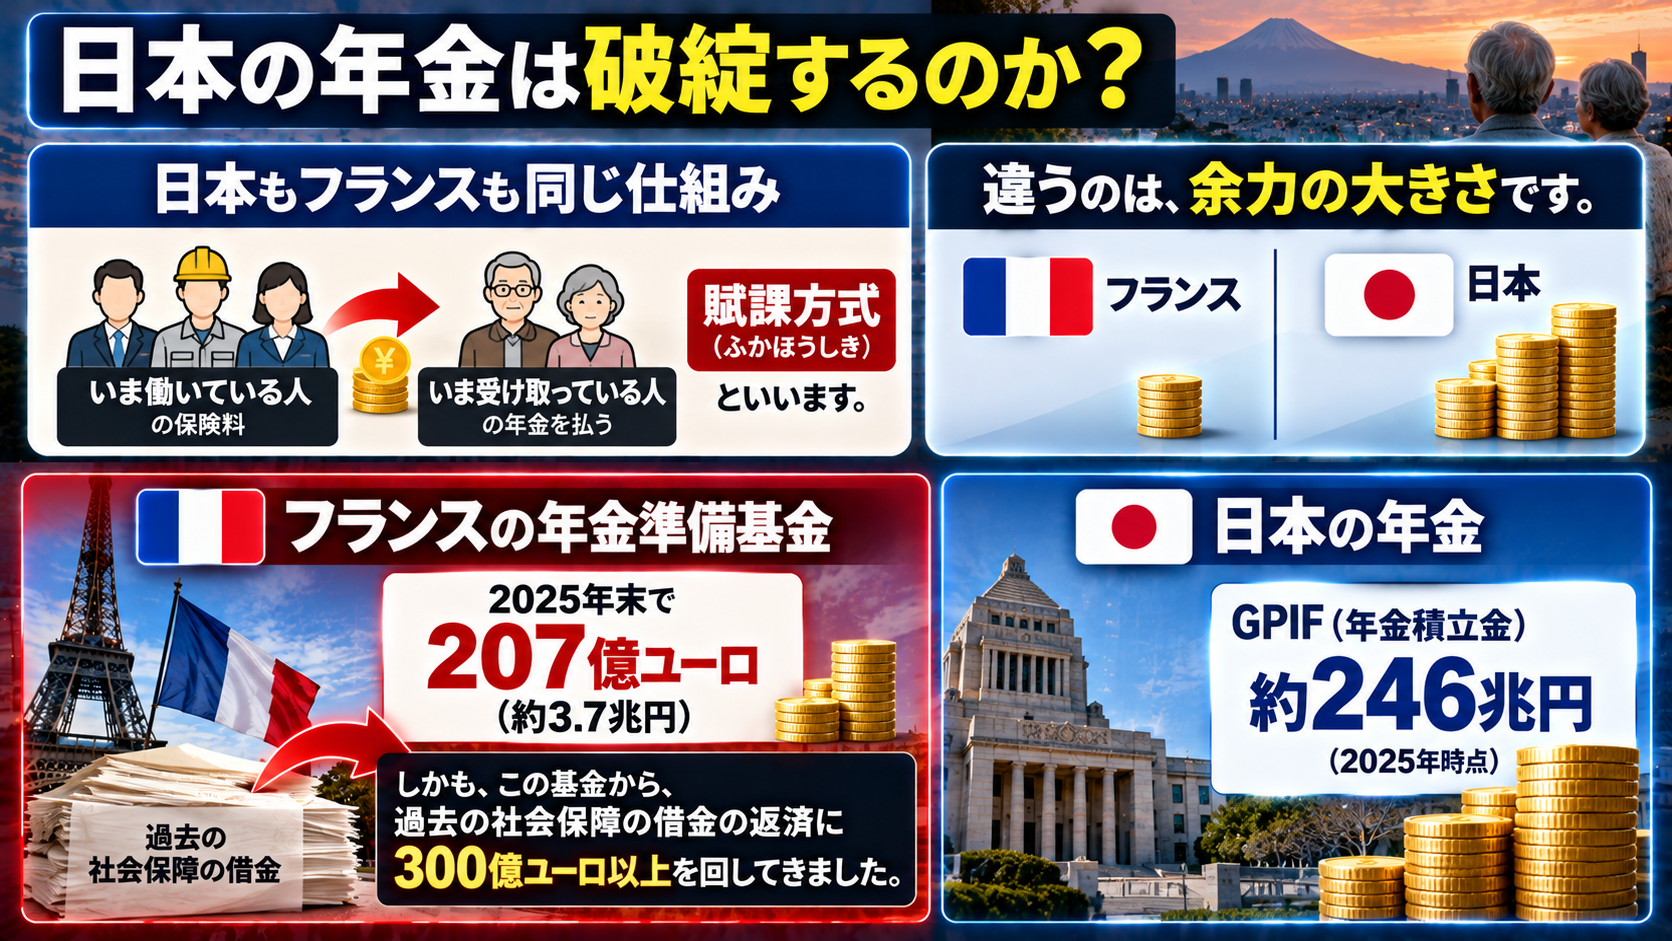 日本の年金は破綻するのか?
日本もフランスも同じ仕組み
¥
いま働いている人
の保険料
いま受け取っている人
の年金を払う
賦課方式
(ふかほうしき)
といいます。
違うのは、余力の大きさです。
フランス
日本
フランスの年金準備基金
2025年末で
207億ユーロ
(約3.7兆円)
過去の
社会保障の借金
しかも、この基金から、
過去の社会保障の借金の返済に
300億ユーロ以上を回してきました。
日本の年金
GPIF(年金積立金)
約246兆円
(2025年時点)